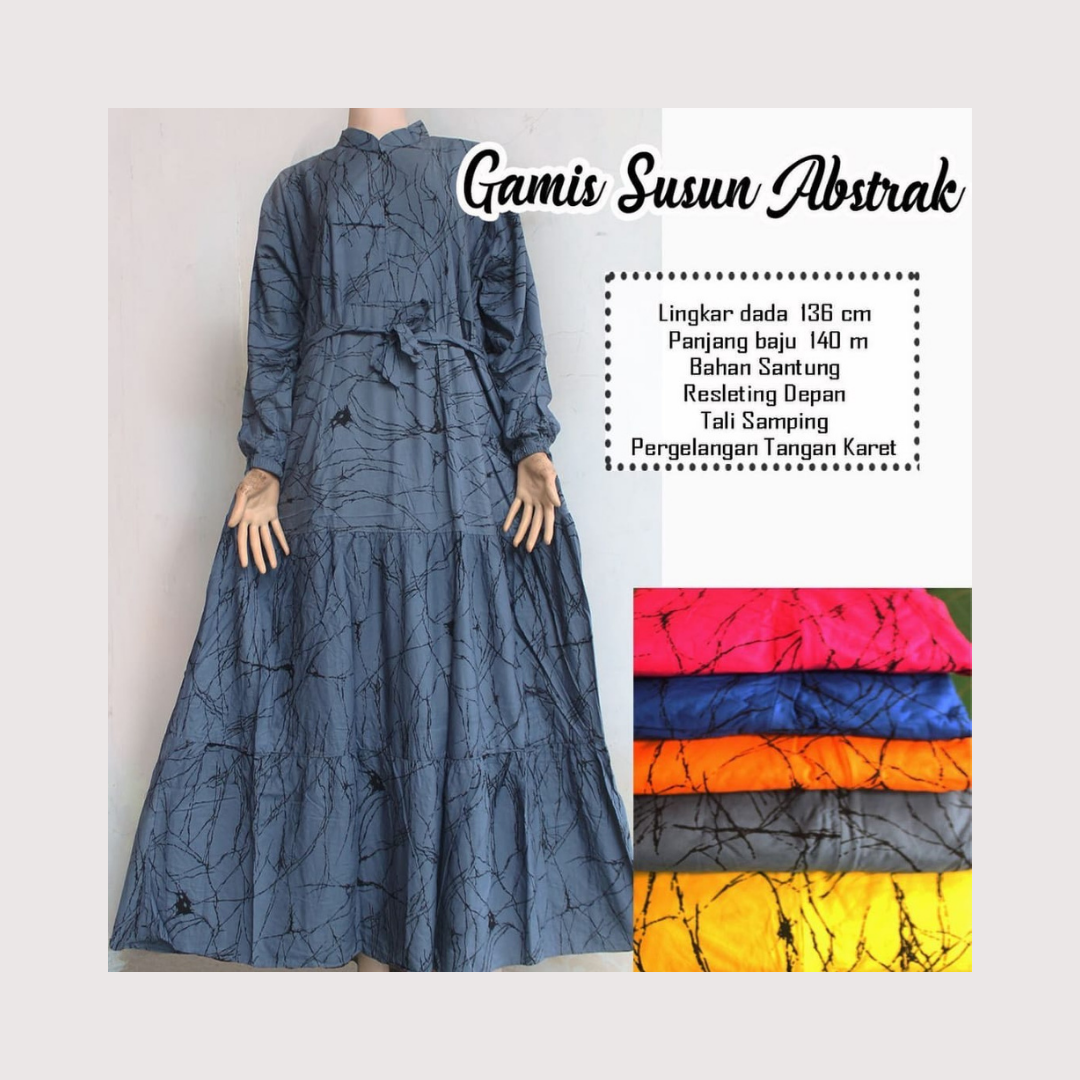 Gamis Susun Abstrak
Lingkar dada 136 cm
Panjang baju 140 m
Bahan Santung
Resleting Depan
Tali Samping
Pergelangan Tangan Karet